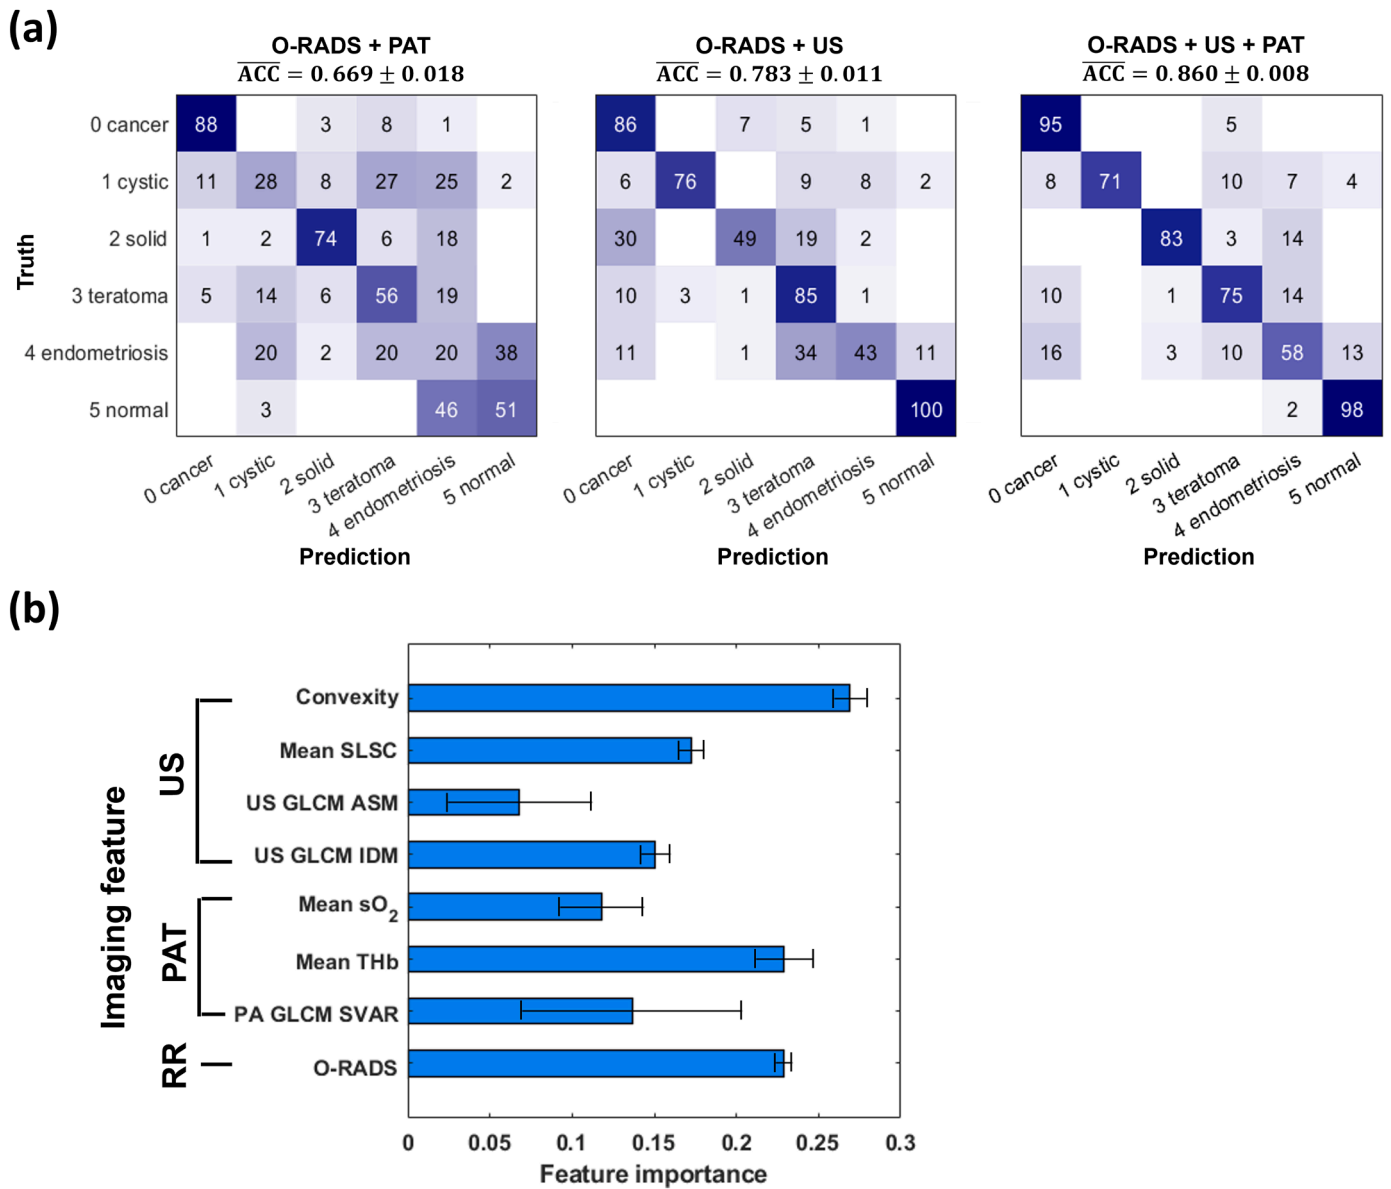 (a)
O-RADS + PAT
ACC = 0.669 ± 0.018
O-RADS + US
ACC = 0.783 ± 0.011
O-RADS + US + PAT
ACC = 0.860 ± 0.008
Truth
0 cancer 88 3 8 1
1 cystic 11 28 8 27 25 2
2 solid 1 2 74 6 18
3 teratoma 5 14 6 56 19
4 endometriosis 20 2 20 20 38
5 normal 3 46 51
0 cancer 1 cystic 2 solid 3 teratoma 4 endometriosis 5 normal
Prediction
86 7 5 1
6 76 9 8 2
30 49 19 2
10 3 1 85 1
11 1 34 43 11
100
0 cancer 1 cystic 2 solid 3 teratoma 4 endometriosis 5 normal
Prediction
95 5
8 71 10 7 4
83 3 14
10 1 75 14
16 3 10 58 13
2 98
0 cancer 1 cystic 2 solid 3 teratoma 4 endometriosis 5 normal
Prediction
(b)
Imaging feature
US
Convexity
Mean SLSC
US GLCM ASM
US GLCM IDM
PAT
Mean sO2
Mean THb
PA GLCM SVAR
RR
O-RADS
0 0.05 0.1 0.15 0.2 0.25 0.3
Feature importance